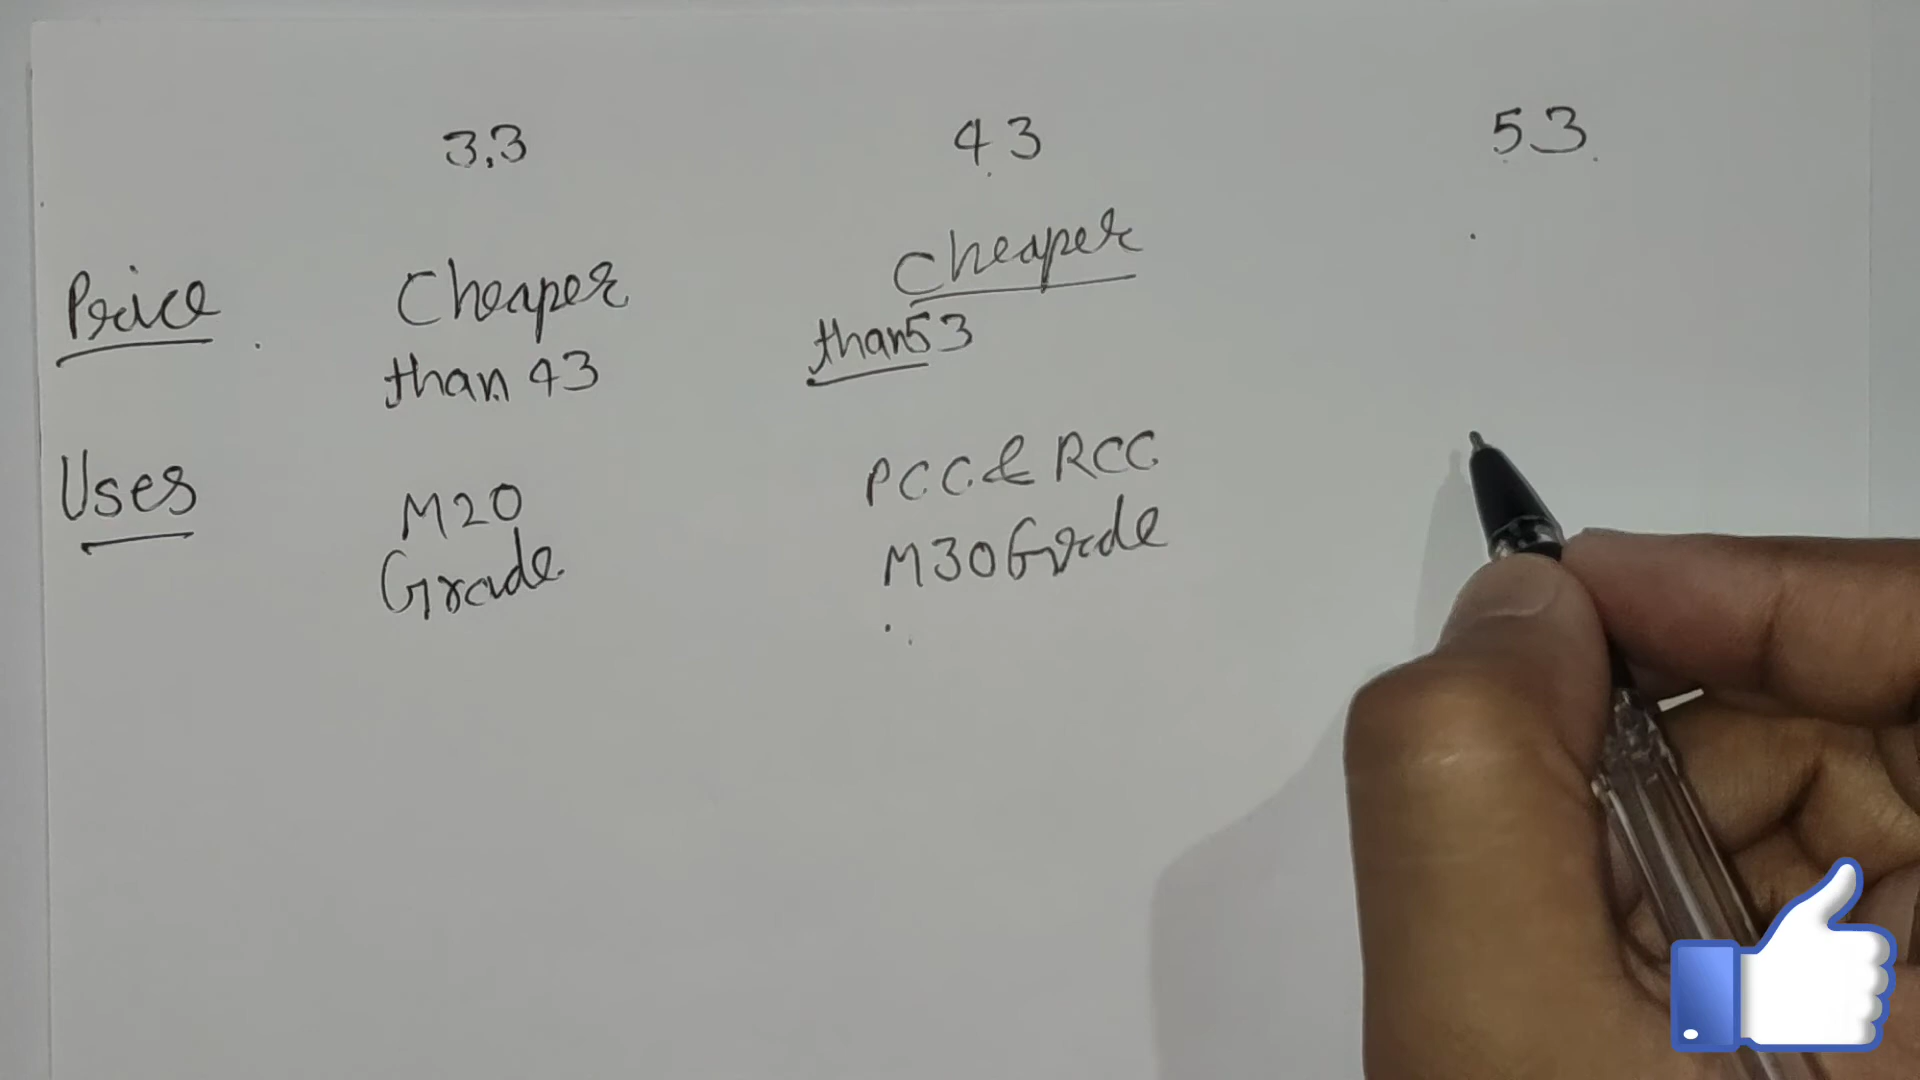 33 43 53
Price Cheaper Cheaper
than 43 than 53
Uses M20 PCC & RCC
Grade M30 Grade